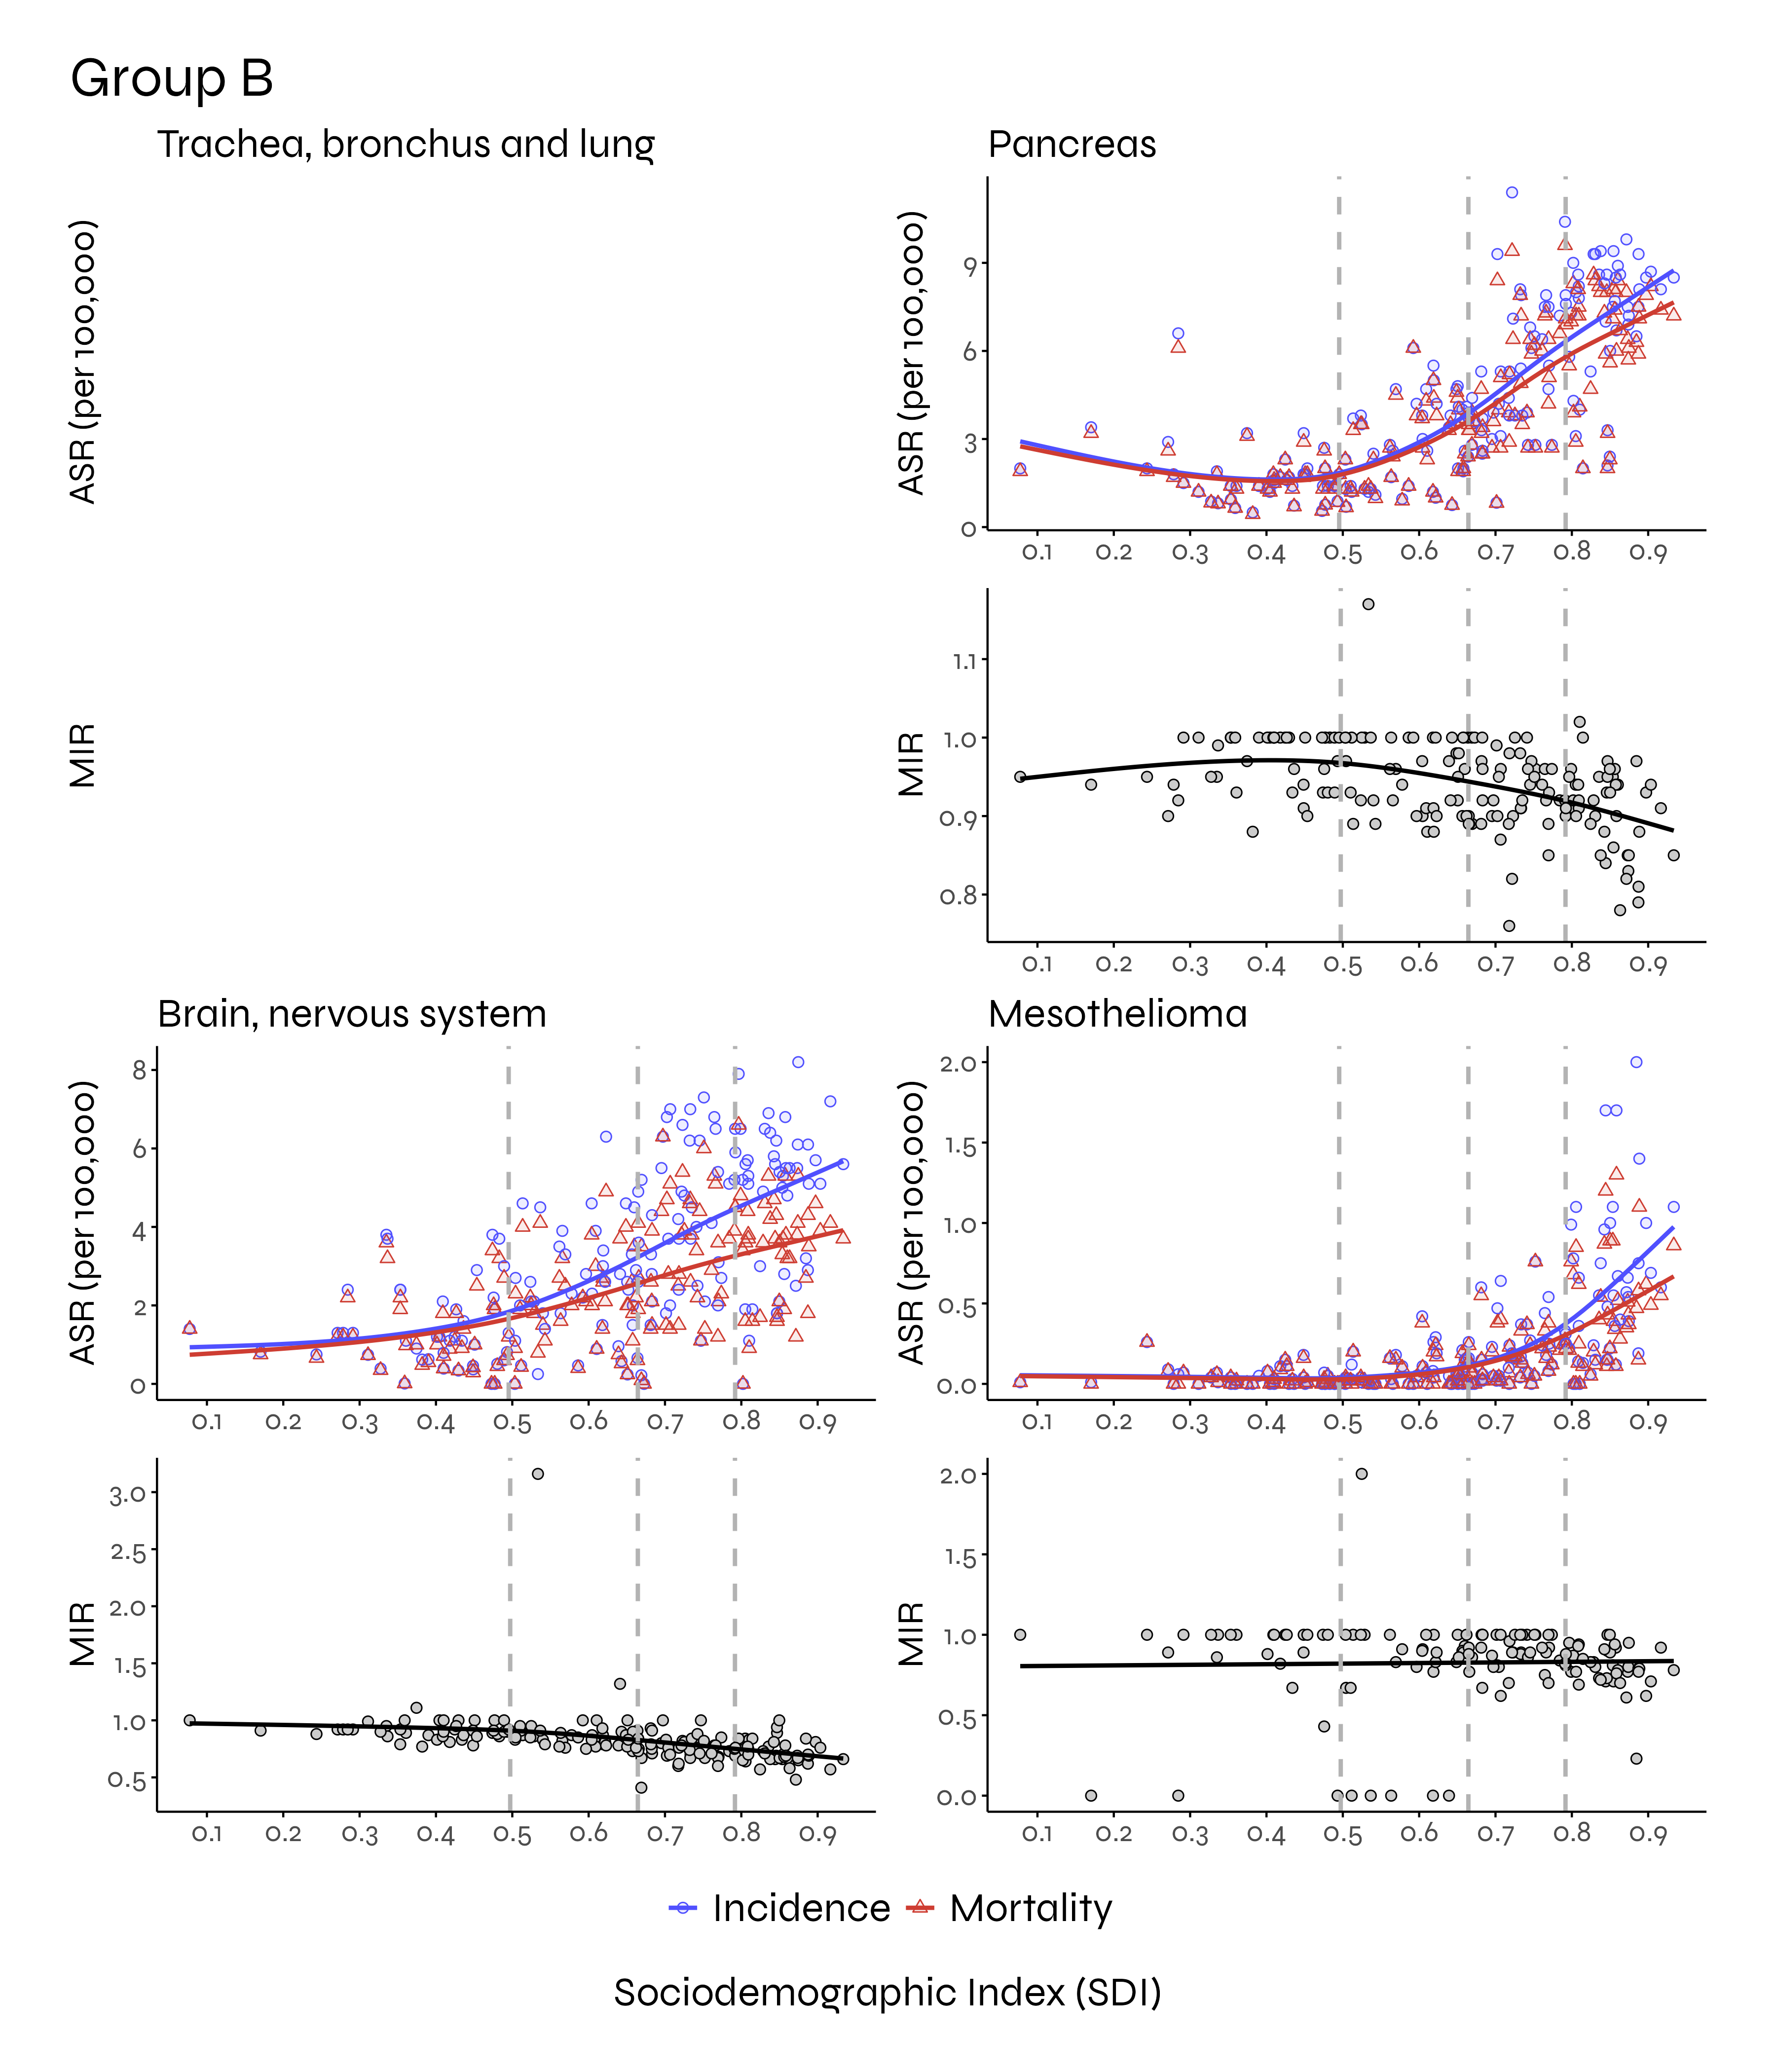 Group B
Trachea, bronchus and lung
ASR (per 100,000)
MIR
Pancreas
ASR (per 100,000)
9
6
3
0
0.1 0.2 0.3 0.4 0.5 0.6 0.7 0.8 0.9
MIR
1.1
1.0
0.9
0.8
0.1 0.2 0.3 0.4 0.5 0.6 0.7 0.8 0.9
Brain, nervous system
ASR (per 100,000)
8
6
4
2
0
0.1 0.2 0.3 0.4 0.5 0.6 0.7 0.8 0.9
MIR
3.0
2.5
2.0
1.5
1.0
0.5
0.1 0.2 0.3 0.4 0.5 0.6 0.7 0.8 0.9
Mesothelioma
ASR (per 100,000)
2.0
1.5
1.0
0.5
0.0
0.1 0.2 0.3 0.4 0.5 0.6 0.7 0.8 0.9
MIR
2.0
1.5
1.0
0.5
0.0
0.1 0.2 0.3 0.4 0.5 0.6 0.7 0.8 0.9
Incidence Mortality
Sociodemographic Index (SDI)